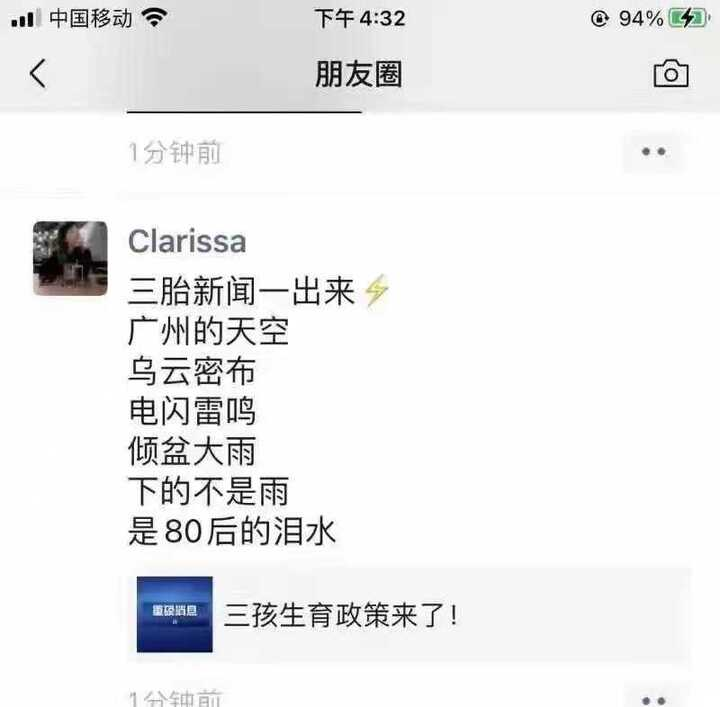 中国移动 下午4:32 94%
朋友圈
1分钟前
Clarissa
三胎新闻一出来⚡
广州的天空
乌云密布
电闪雷鸣
倾盆大雨
下的不是雨
是80后的泪水
重磅消息
三孩生育政策来了!
1分钟前